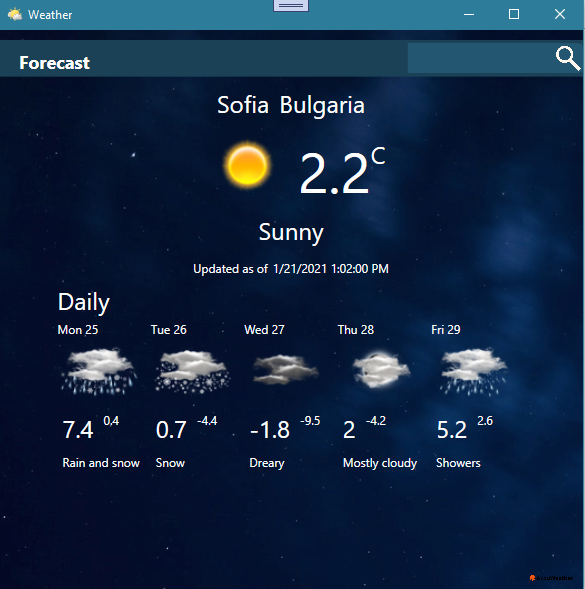 Weather
Forecast
Sofia Bulgaria
2.2 C
Sunny
Updated as of 1/21/2021 1:02:00 PM
Daily
Mon 25 Tue 26 Wed 27 Thu 28 Fri 29
7.4 0,4 0.7 -4.4 -1.8 -9.5 2 -4.2 5.2 2.6
Rain and snow Snow Dreary Mostly cloudy Showers